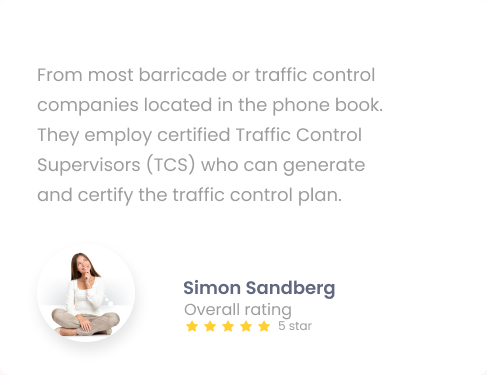 From most barricade or traffic control
companies located in the phone book.
They employ certified Traffic Control
Supervisors (TCS) who can generate
and certify the traffic control plan.
Simon Sandberg
Overall rating
5 star